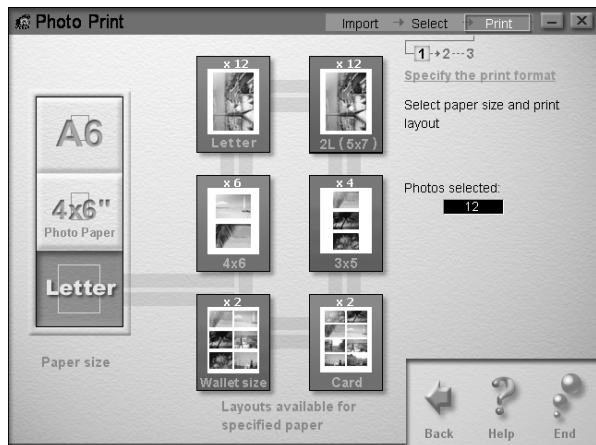 Photo Print
Import Select Print
1 2 3
Specify the print format
Select paper size and print
layout
Photos selected:
12
A6
4x6"
Photo Paper
Letter
Paper size
x 12
Letter
x 12
2L (5x7)
x 6
4x6
x 4
3x5
x 2
Wallet size
x 2
Card
Layouts available for
specified paper
Back Help End